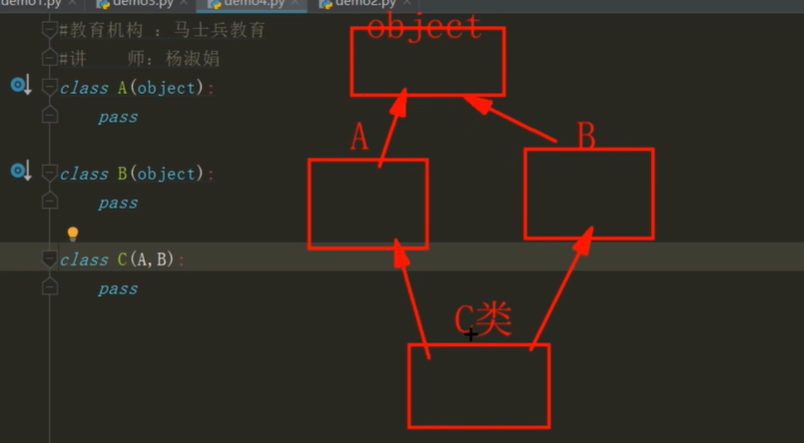 demo1.py
demo3.py
demo4.py
demo2.py
#教育机构 ：马士兵教育
#讲 师：杨淑娟
class A(object):
pass
class B(object):
pass
class C(A,B):
pass
object
A
B
C类